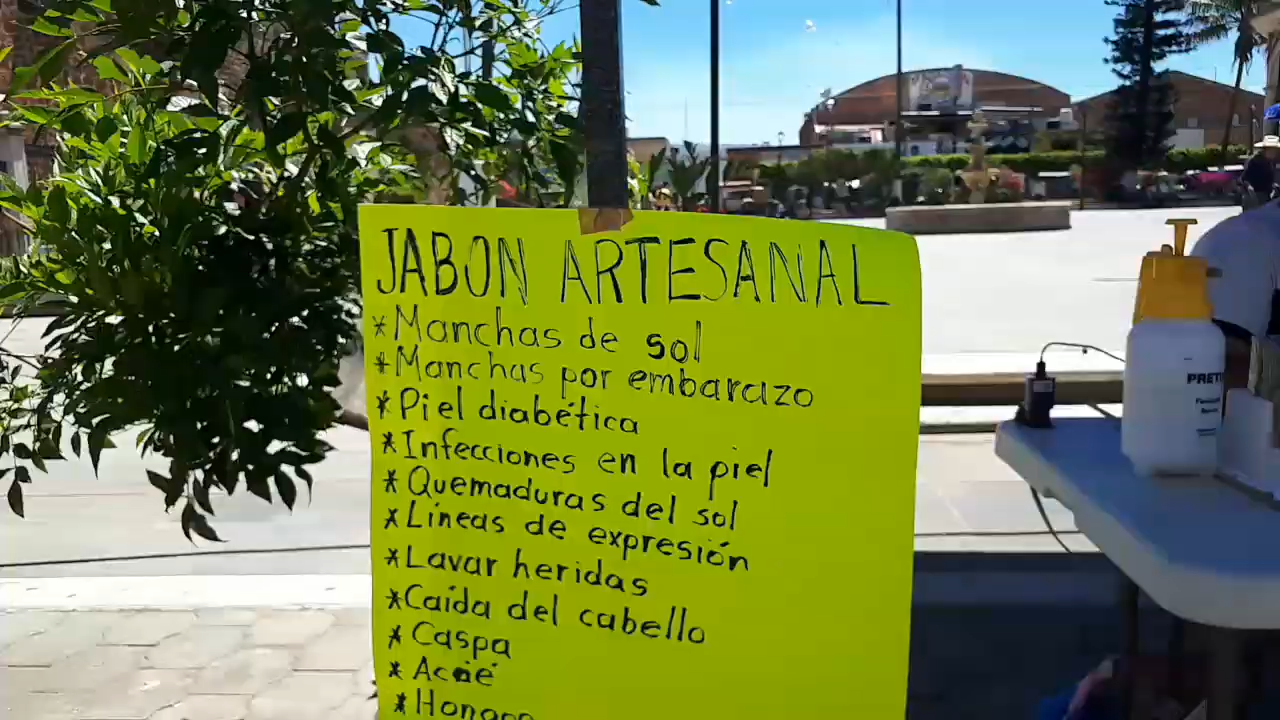 JABON ARTESANAL
*Manchas de sol
*Manchas por embarazo
*Piel diabética
*Infecciones en la piel
*Quemaduras del sol
*Líneas de expresión
*Lavar heridas
*Caída del cabello
*Caspa
*Acné